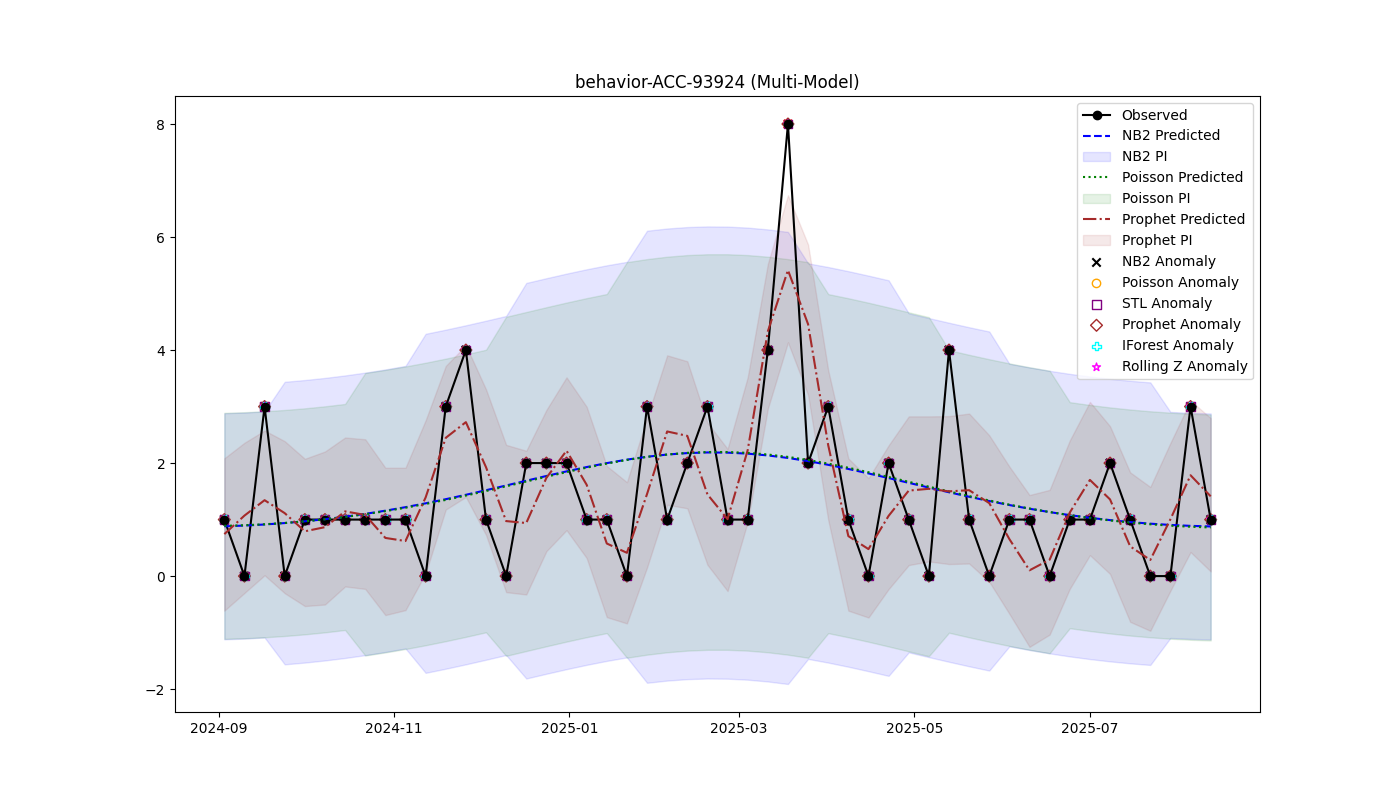 behavior-ACC-93924 (Multi-Model)
Observed
NB2 Predicted
NB2 PI
Poisson Predicted
Poisson PI
Prophet Predicted
Prophet PI
NB2 Anomaly
Poisson Anomaly
STL Anomaly
Prophet Anomaly
IForest Anomaly
Rolling Z Anomaly
8
6
4
2
0
−2
2024-09 2024-11 2025-01 2025-03 2025-05 2025-07